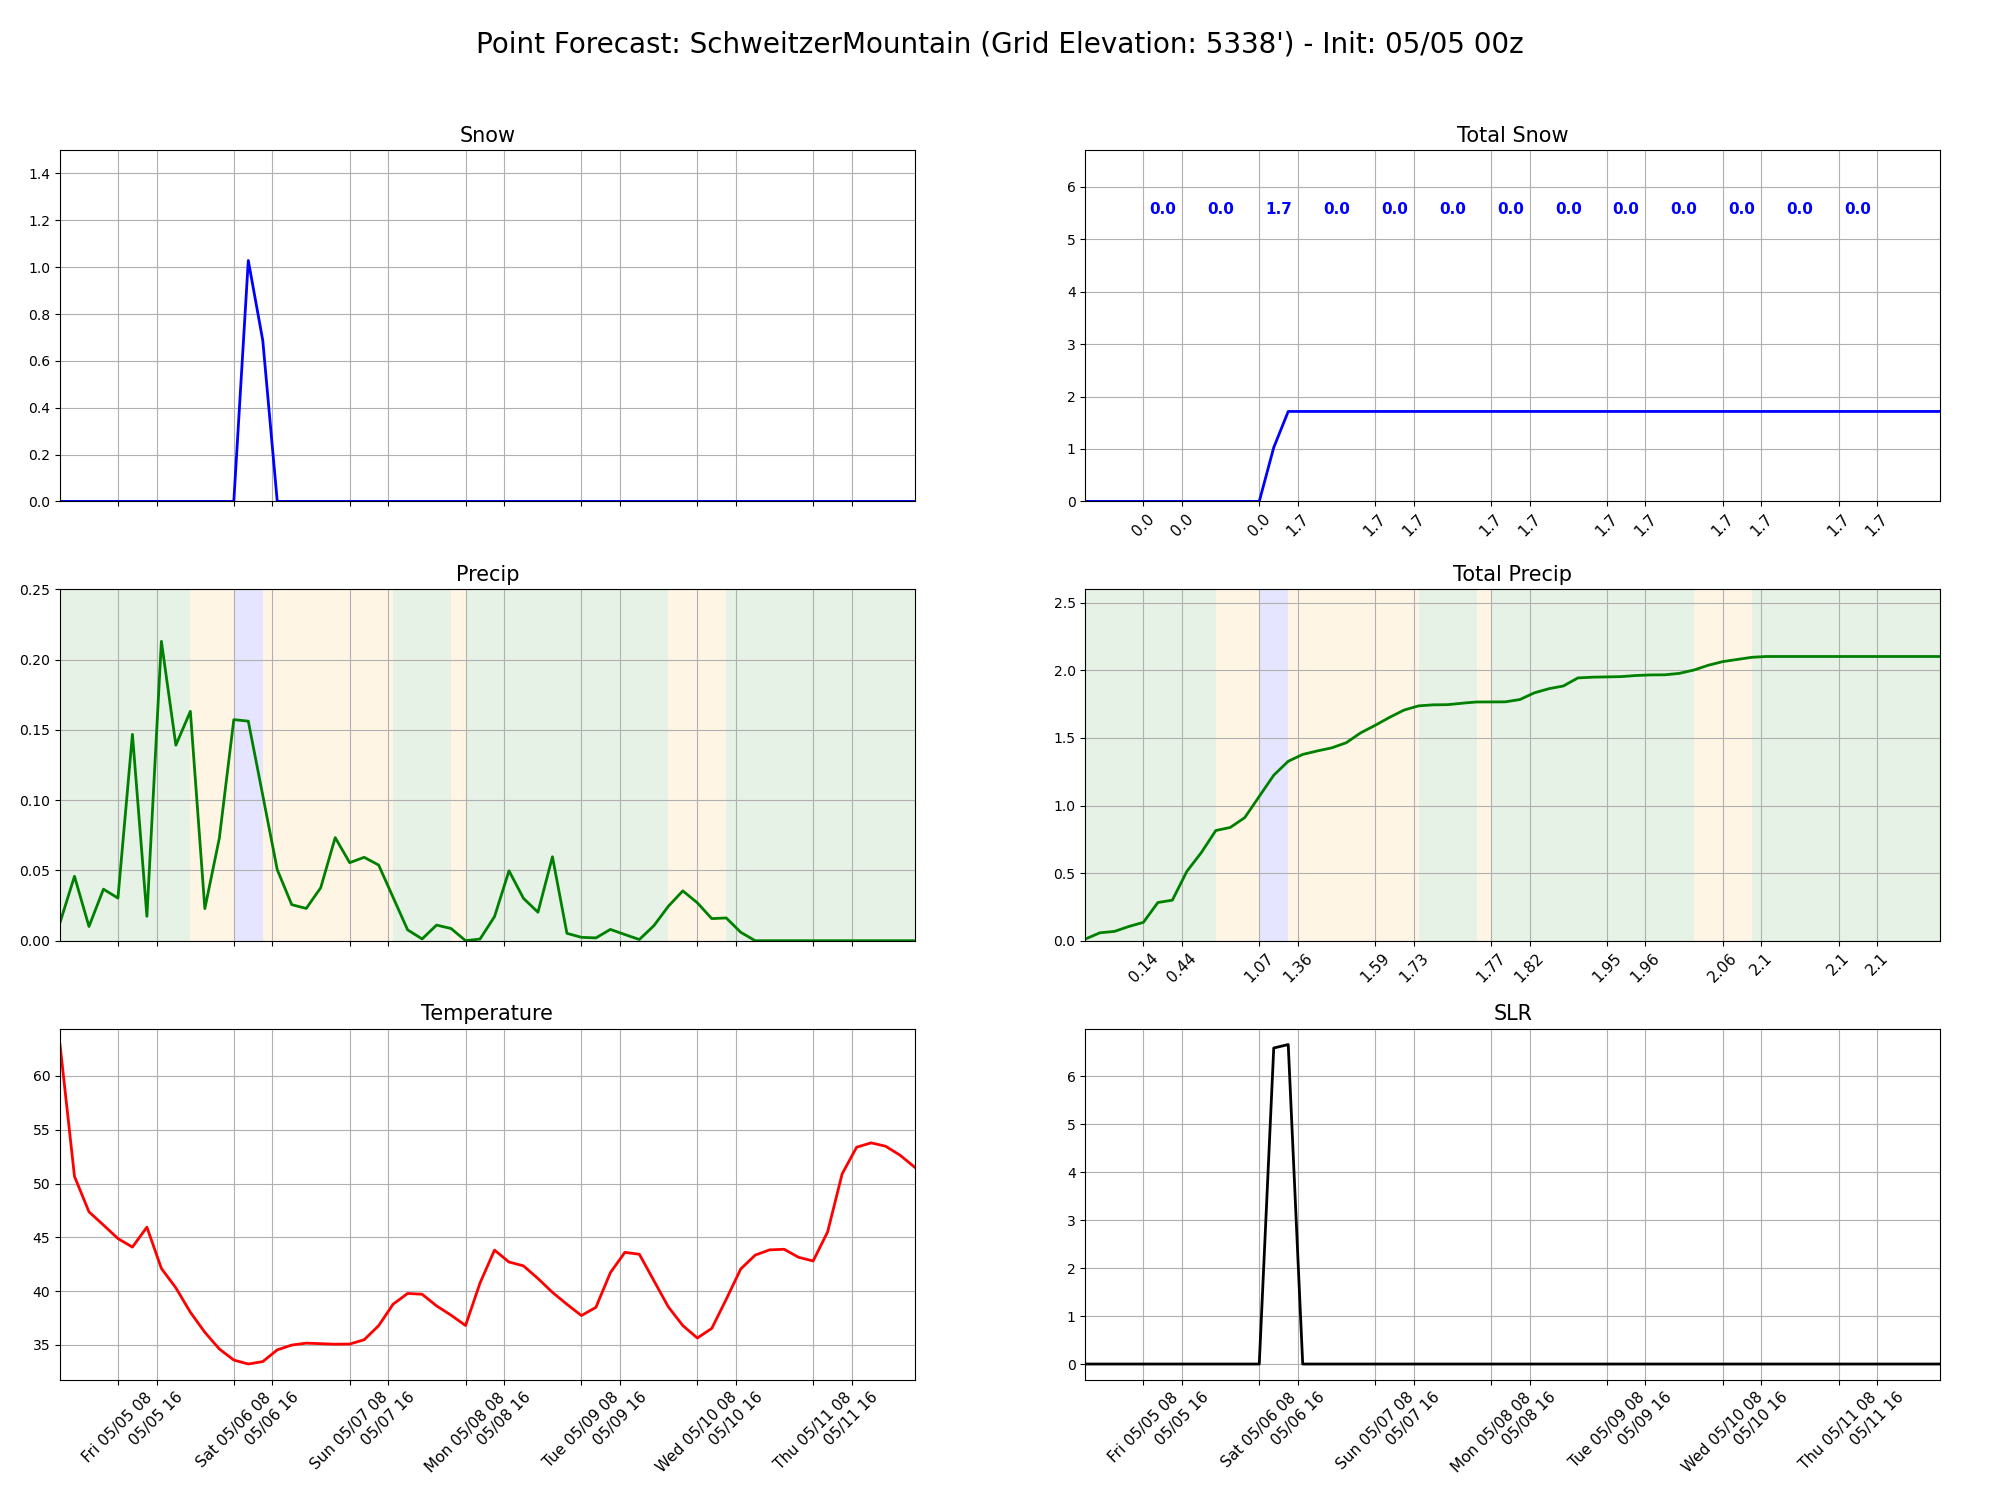 Point Forecast: SchweitzerMountain (Grid Elevation: 5338') - Init: 05/05 00z
Snow
1.4
1.2
1.0
0.8
0.6
0.4
0.2
0.0
Total Snow
6
5
4
3
2
1
0
0.0 0.0 1.7 0.0 0.0 0.0 0.0 0.0 0.0 0.0 0.0 0.0 0.0
0.0 0.0 0.0 1.7 1.7 1.7 1.7 1.7 1.7 1.7 1.7 1.7 1.7 1.7
Precip
0.25
0.20
0.15
0.10
0.05
0.00
Total Precip
2.5
2.0
1.5
1.0
0.5
0.0
0.14 0.44 1.07 1.36 1.59 1.73 1.77 1.82 1.95 1.96 2.06 2.1 2.1 2.1
Temperature
60
55
50
45
40
35
Fri 05/05 08
05/05 16
Sat 05/06 08
05/06 16
Sun 05/07 08
05/07 16
Mon 05/08 08
05/08 16
Tue 05/09 08
05/09 16
Wed 05/10 08
05/10 16
Thu 05/11 08
05/11 16
SLR
6
5
4
3
2
1
0
Fri 05/05 08
05/05 16
Sat 05/06 08
05/06 16
Sun 05/07 08
05/07 16
Mon 05/08 08
05/08 16
Tue 05/09 08
05/09 16
Wed 05/10 08
05/10 16
Thu 05/11 08
05/11 16